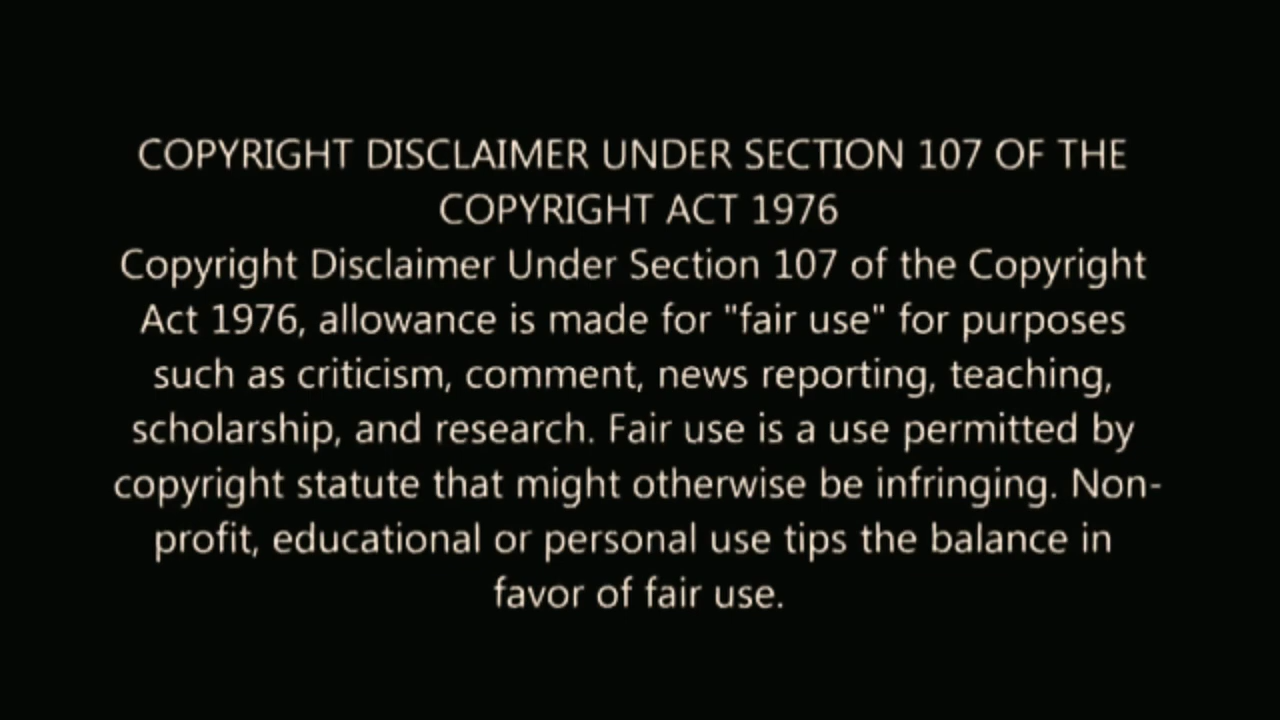 COPYRIGHT DISCLAIMER UNDER SECTION 107 OF THE
COPYRIGHT ACT 1976
Copyright Disclaimer Under Section 107 of the Copyright
Act 1976, allowance is made for "fair use" for purposes
such as criticism, comment, news reporting, teaching,
scholarship, and research. Fair use is a use permitted by
copyright statute that might otherwise be infringing. Non-
profit, educational or personal use tips the balance in
favor of fair use.